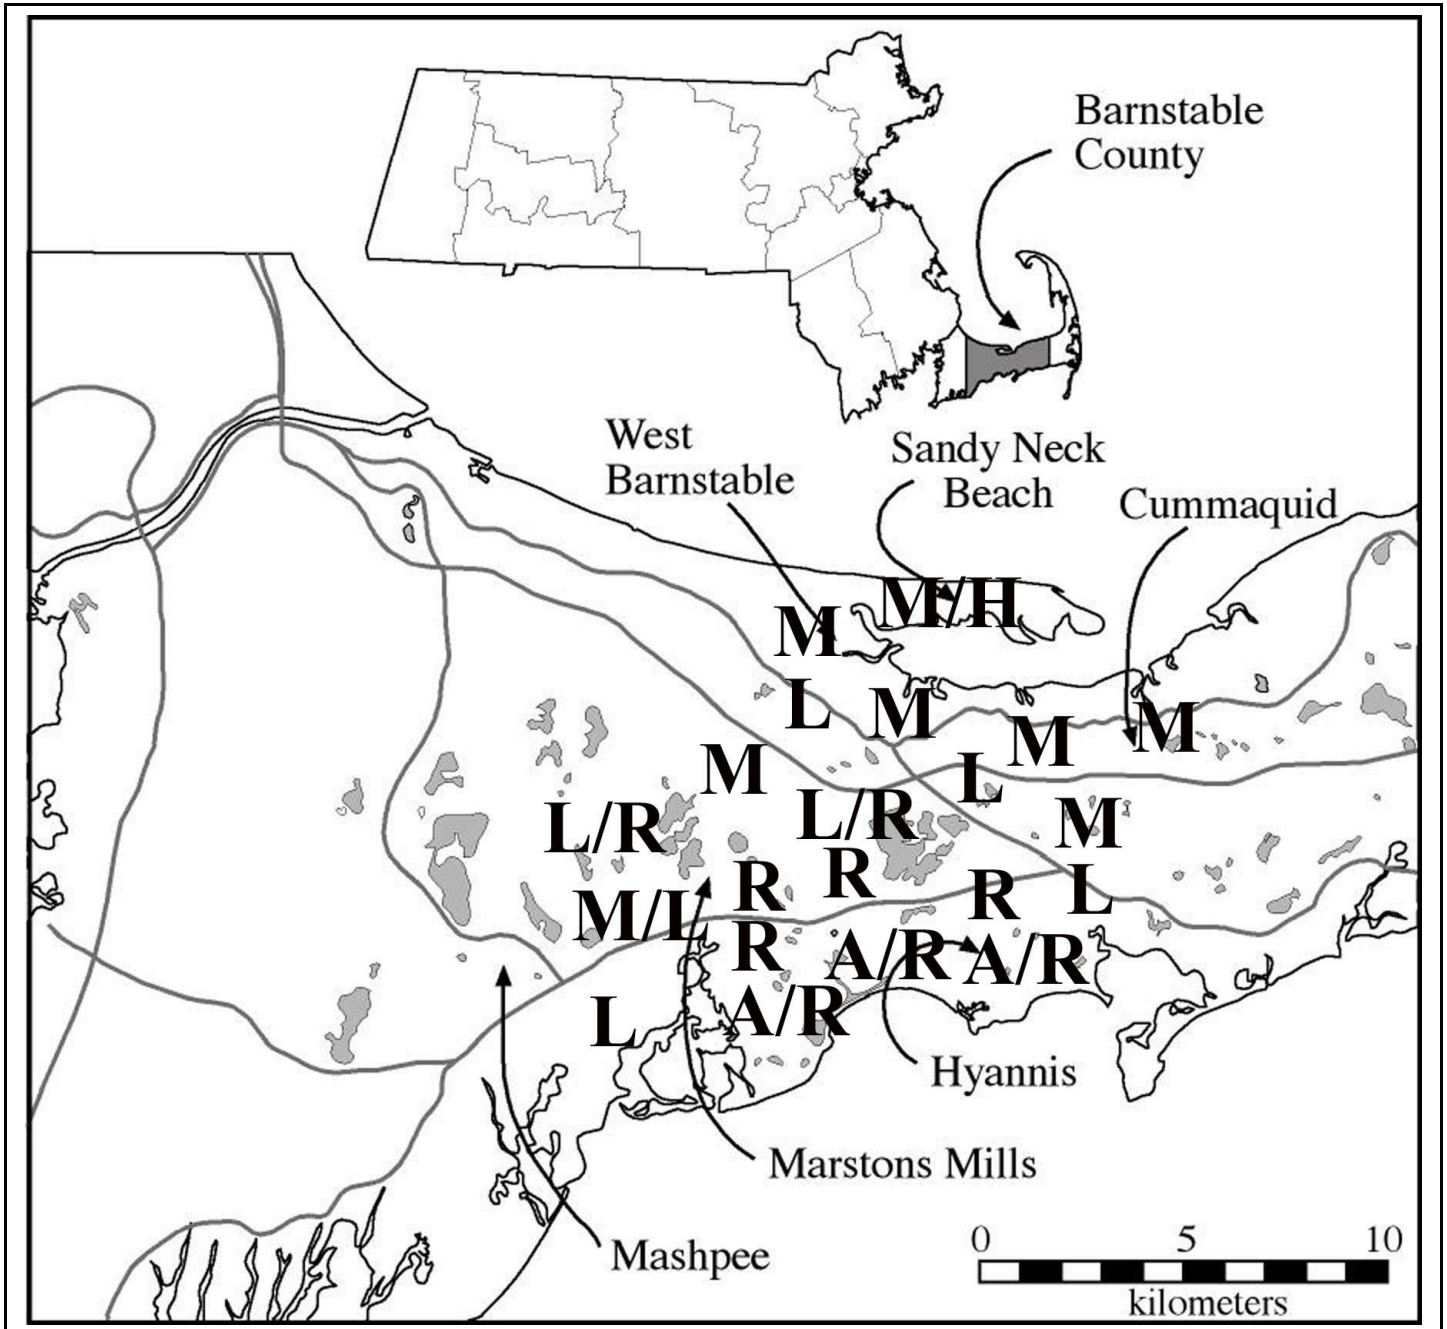 Barnstable
County
West
Barnstable
Sandy Neck
Beach
Cummaquid
M/H
M
L
M
M
M
M
L
L/R
L/R
M
R
R
R
L
M/L
R
A/R
A/R
L
A/R
Hyannis
Marstons Mills
Mashpee
0 5 10
kilometers